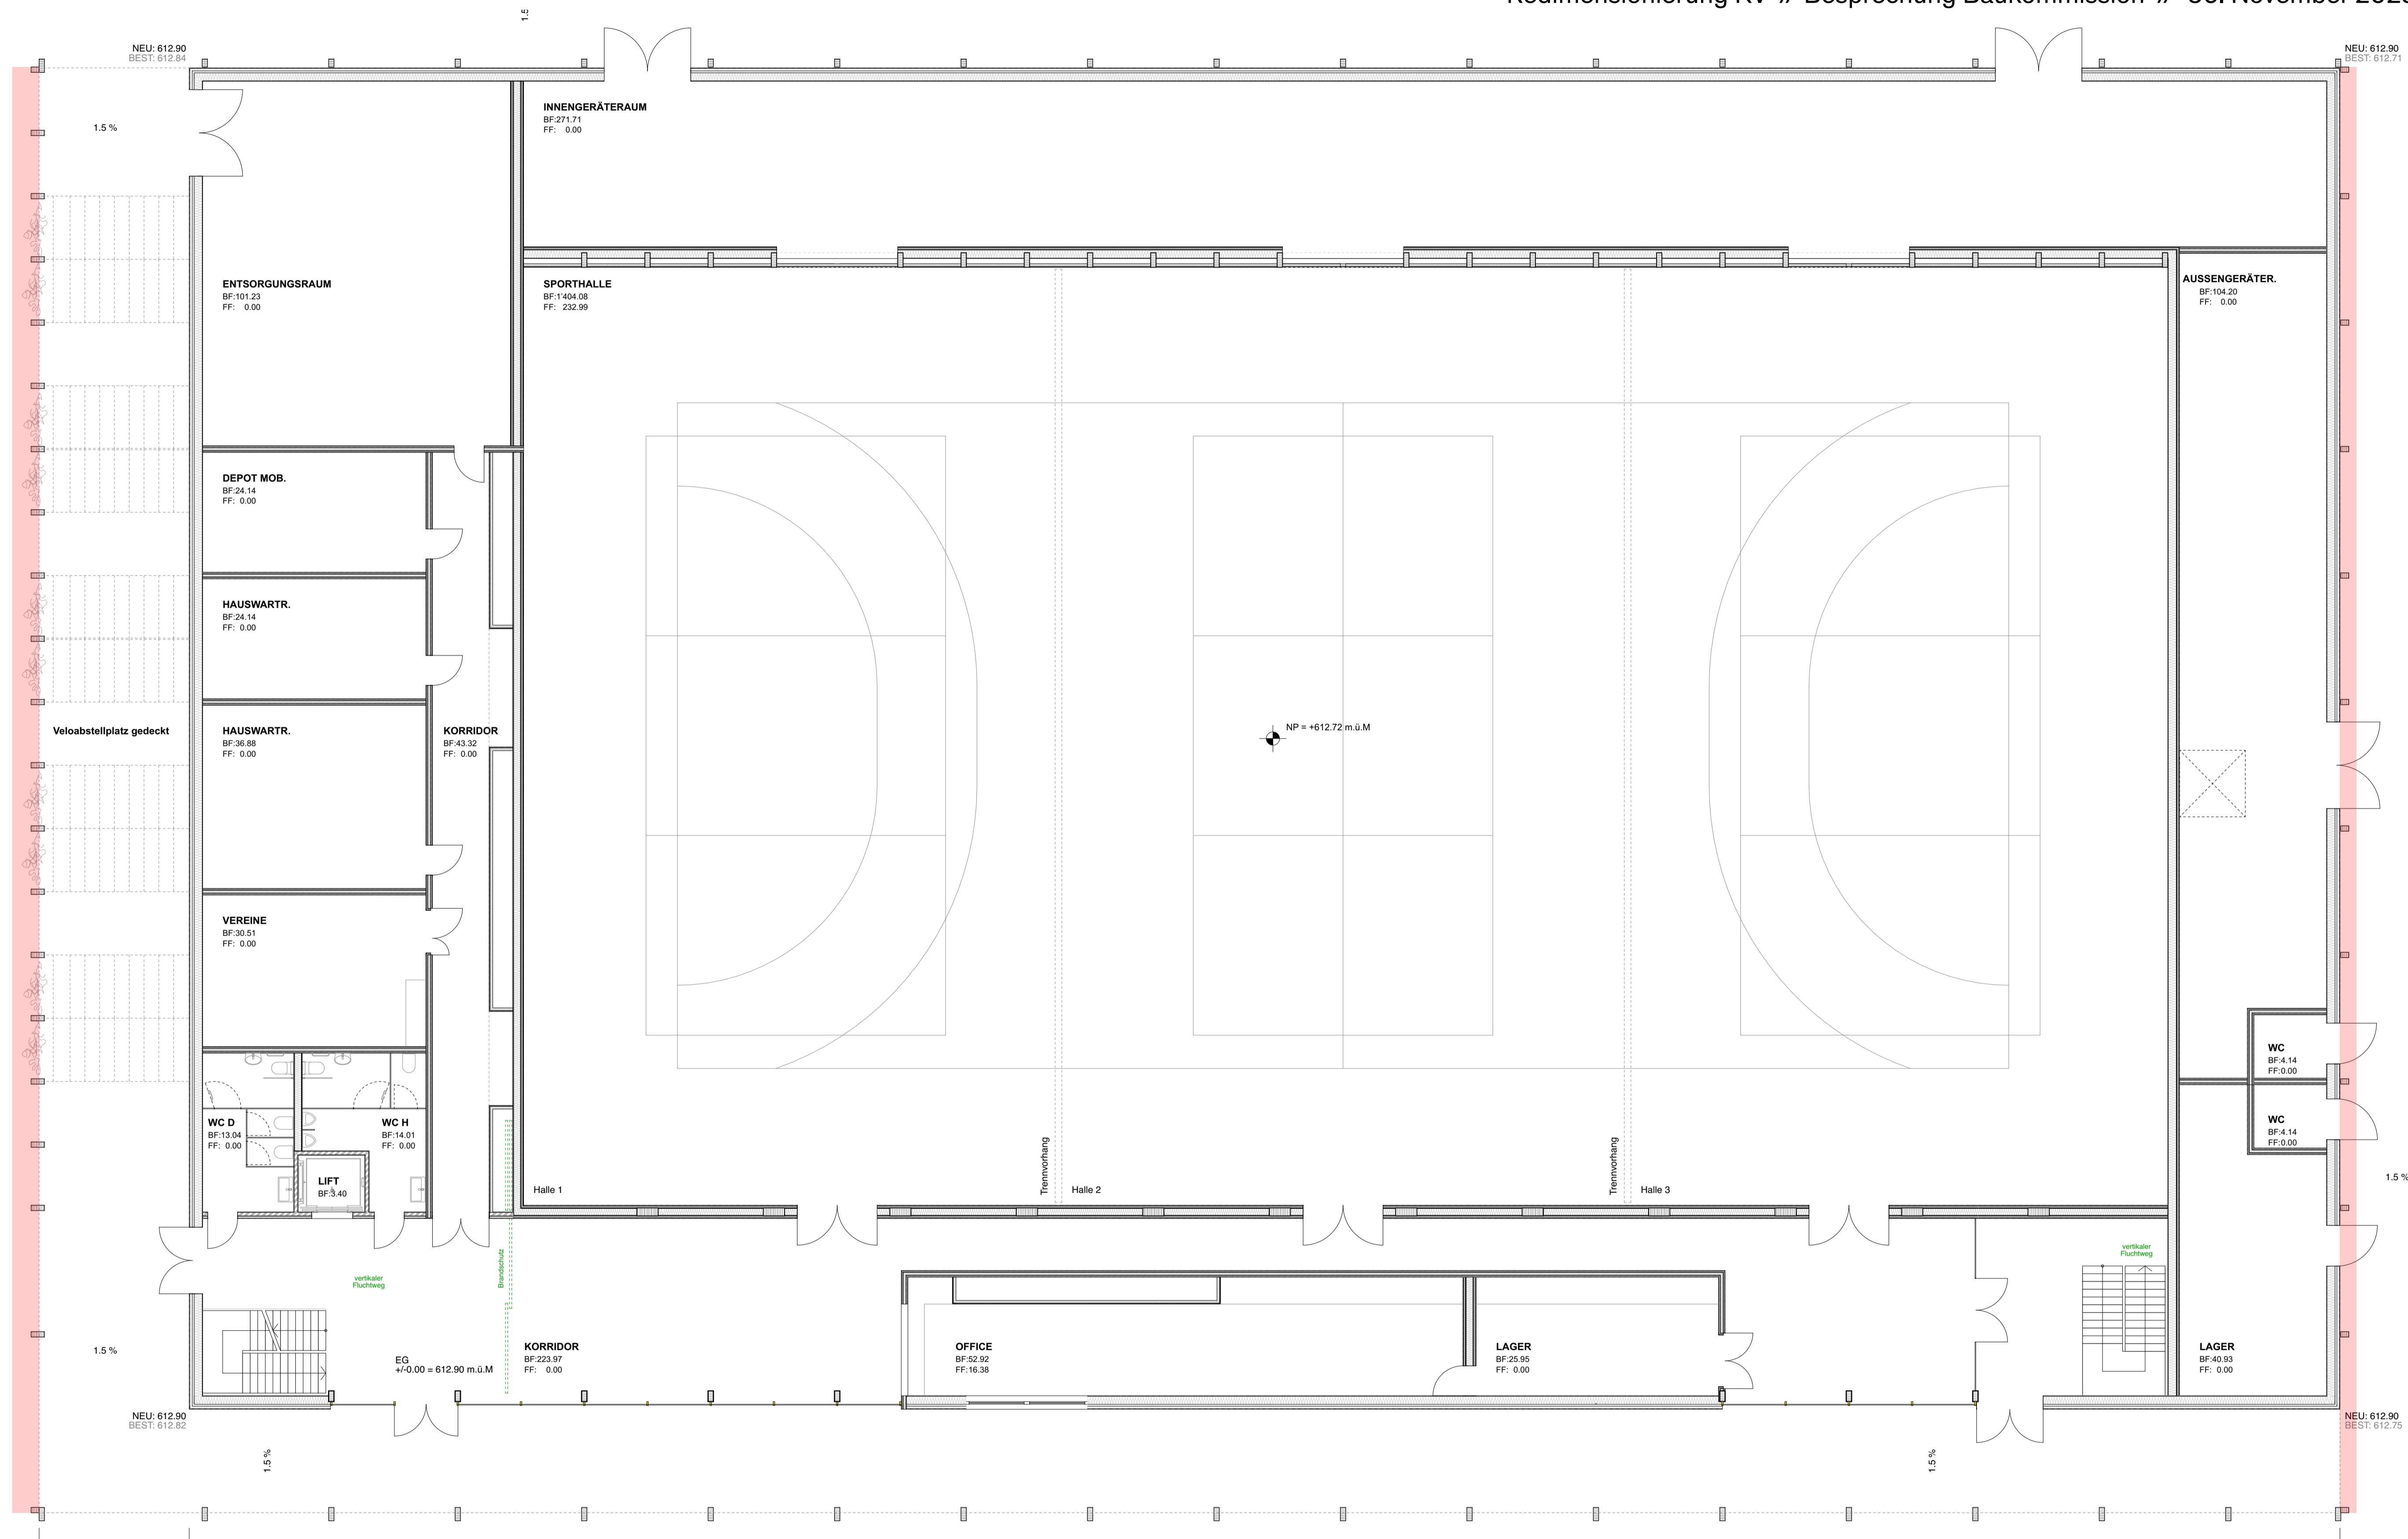 Redimensionierung KV // Besprechung Baukommission //
November 202
1.5
NEU: 612.90
BEST: 612.84
NEU: 612.90
BEST: 612.71
1.5 %
INNENGERÄTERAUM
BF:271.71
FF: 0.00
ENTSORGUNGSRAUM
BF:101.23
FF: 0.00
SPORTHALLE
BF:1'404.08
FF: 232.99
AUSSENGERÄTER.
BF:104.20
FF: 0.00
DEPOT MOB.
BF:24.14
FF: 0.00
HAUSWARTR.
BF:24.14
FF: 0.00
Veloabstellplatz gedeckt
HAUSWARTR.
BF:36.88
FF: 0.00
KORRIDOR
BF:43.32
FF: 0.00
NP = +612.72 m.ü.M
VEREINE
BF:30.51
FF: 0.00
WC
BF:4.14
FF:0.00
WC D
BF:13.04
FF: 0.00
WC H
BF:14.01
FF: 0.00
WC
BF:4.14
FF:0.00
LIFT
BF:3.40
Halle 1
Trennvorhang
Halle 2
Trennvorhang
Halle 3
1.5 %
vertikaler
Fluchtweg
Brandschutz
vertikaler
Fluchtweg
1.5 %
EG
+/-0.00 = 612.90 m.ü.M
KORRIDOR
BF:223.97
FF: 0.00
OFFICE
BF:52.92
FF:16.38
LAGER
BF:25.95
FF: 0.00
LAGER
BF:40.93
FF: 0.00
NEU: 612.90
BEST: 612.82
NEU: 612.90
BEST: 612.75
1.5 %
1.5 %